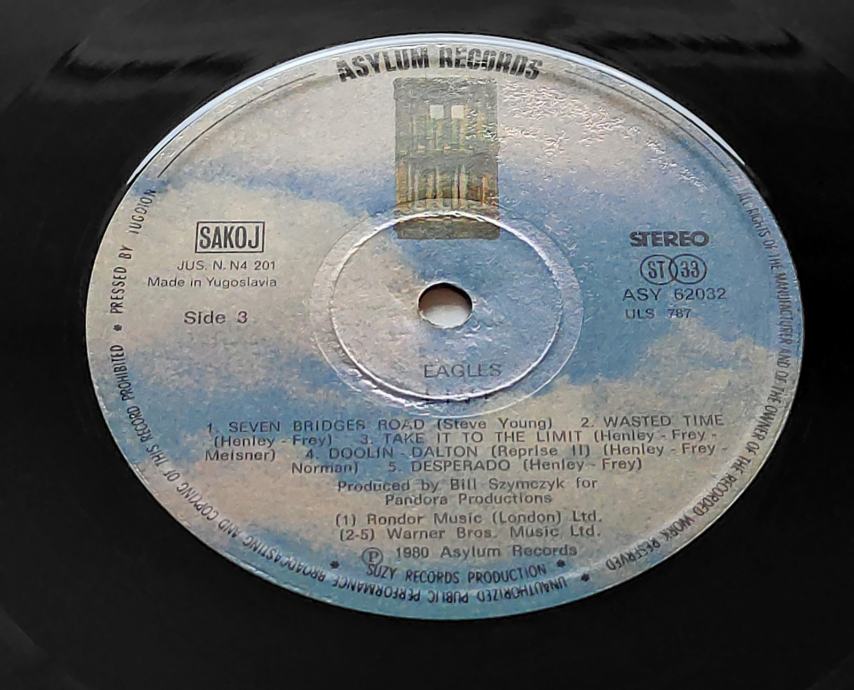 ASYLUM RECORDS
SAKOJ
JUS. N. N4 201
Made in Yugoslavia
Side 3
STEREO
ST 33
ASY 62032
ULS 787
EAGLES
LIVE
1. SEVEN BRIDGES ROAD (Steve Young) 2. WASTED TIME
(Henley - Frey) 3. TAKE IT TO THE LIMIT (Henley - Frey -
Meisner) 4. DOOLIN - DALTON (Reprise II) (Henley - Frey -
Norman) 5. DESPERADO (Henley - Frey)
Produced by Bill Szymczyk for
Pandora Productions
(1) Rondor Music (London) Ltd.
(2-5) Warner Bros. Music Ltd.
Ⓟ 1980 Asylum Records
* SUZY RECORDS PRODUCTION *
ALL RIGHTS OF THE MANUFACTURER AND OF THE OWNER OF THE RECORDED WORK RESERVED * UNAUTHORIZED PUBLIC PERFORMANCE BROADCASTING AND COPYING OF THIS RECORD PROHIBITED * PRESSED BY JUGOTON